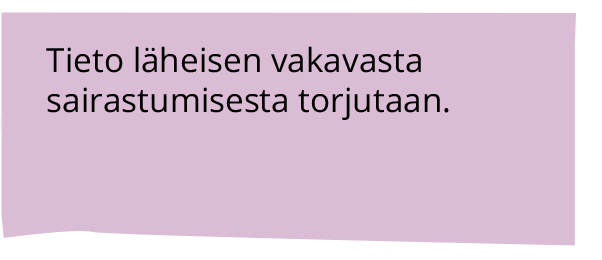 Tieto läheisen vakavasta
sairastumisesta torjutaan.